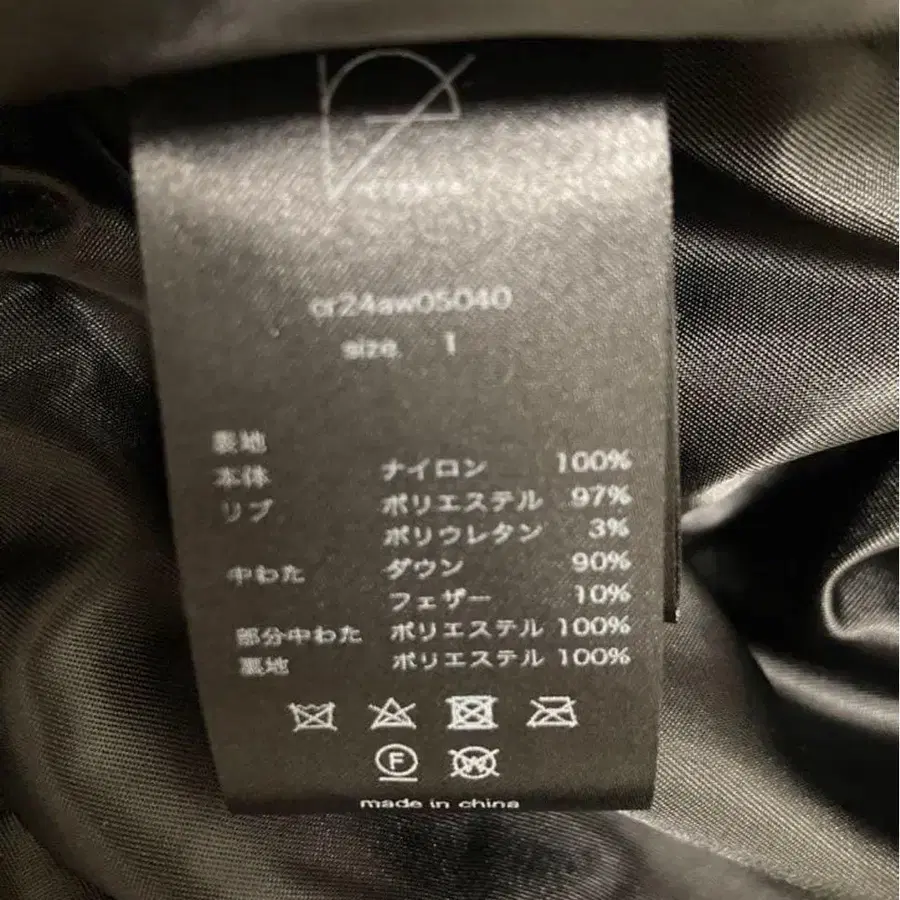 cr24aw05040
size 1
表地
本体 ナイロン 100%
リブ ポリエステル 97%
ポリウレタン 3%
中わた ダウン 90%
フェザー 10%
部分中わた ポリエステル 100%
裏地 ポリエステル 100%
F W
made in china